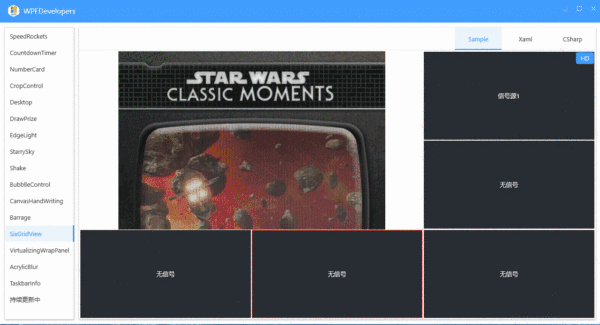 WPFDevelopers
SpeedRockets
CountdownTimer
NumberCard
CropControl
Desktop
DrawPrize
EdgeLight
StarrySky
Shake
BubblleControl
CanvasHandWriting
Barrage
SixGridView
VirtualizingWrapPanel
AcrylicBlur
TaskbarInfo
持续更新中
Sample
Xaml
CSharp
STAR WARS
CLASSIC MOMENTS
HD
信号源1
无信号
无信号
无信号
无信号